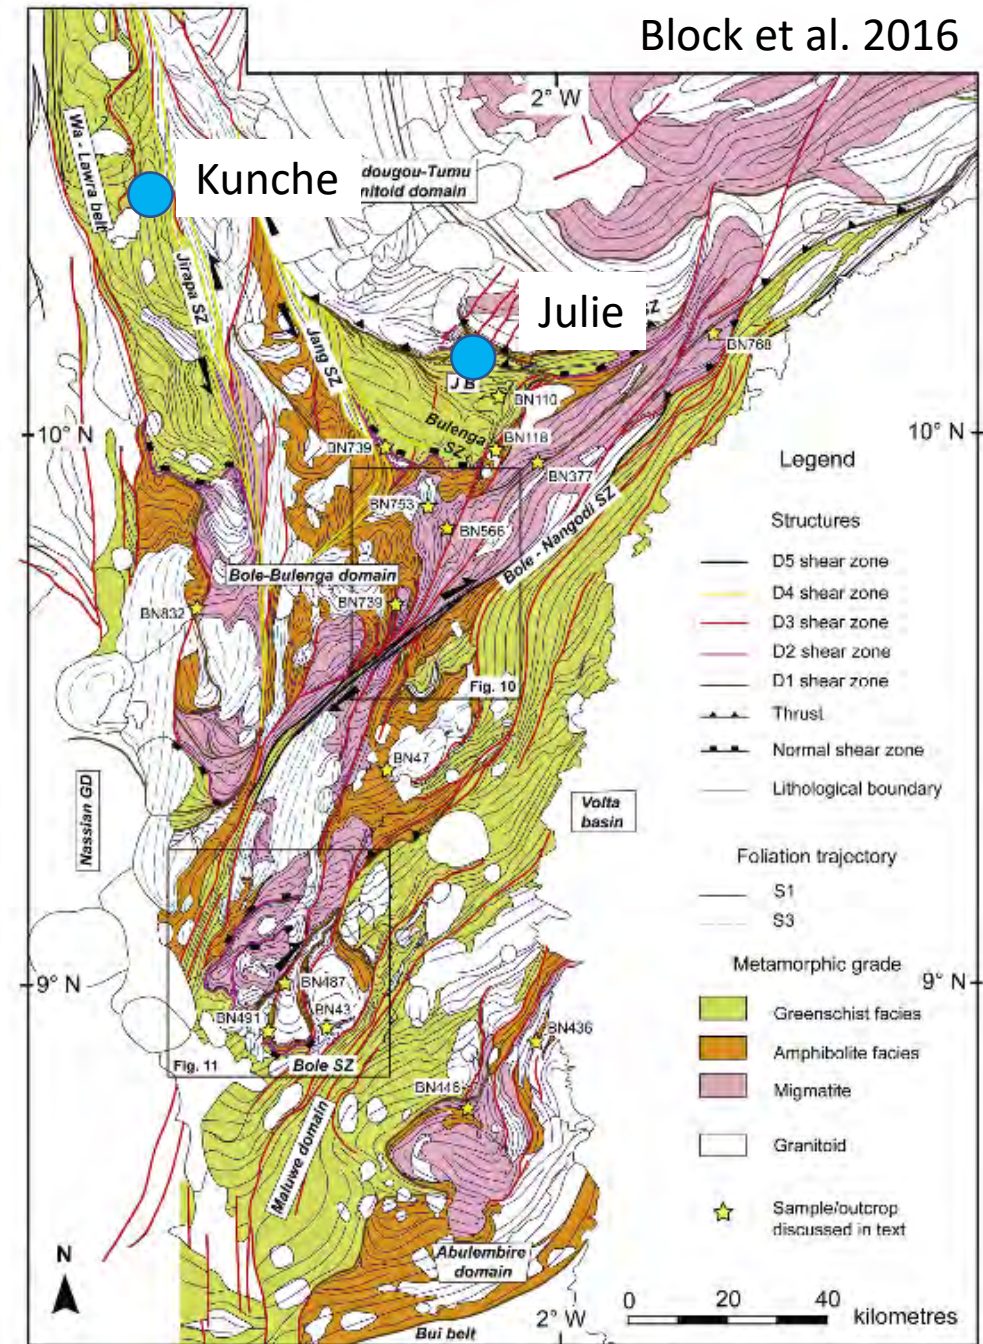 Block et al. 2016
2° W
Wa - Lawra belt
Kunche
dougou-Tumu
nitoid domain
Jirapa SZ
Jang SZ
Julie
SZ
BN768
J B
BN110
Bulenga
SZ
BN118
10° N
10° N
BN739
BN377
BN753
BN566
Bole - Nangodi SZ
Bole-Bulenga domain
BN739
BN832
Fig. 10
BN47
Nassian GD
Volta
basin
Legend
Structures
D5 shear zone
D4 shear zone
D3 shear zone
D2 shear zone
D1 shear zone
Thrust
Normal shear zone
Lithological boundary
Foliation trajectory
S1
S3
Metamorphic grade
Greenschist facies
Amphibolite facies
Migmatite
Granitoid
Sample/outcrop
discussed in text
9° N
9° N
BN487
BN491
BN43
BN436
Fig. 11
Bole SZ
BN446
Maluwe domain
Abulembire
domain
N
2° W
Bui belt
0 20 40
kilometres